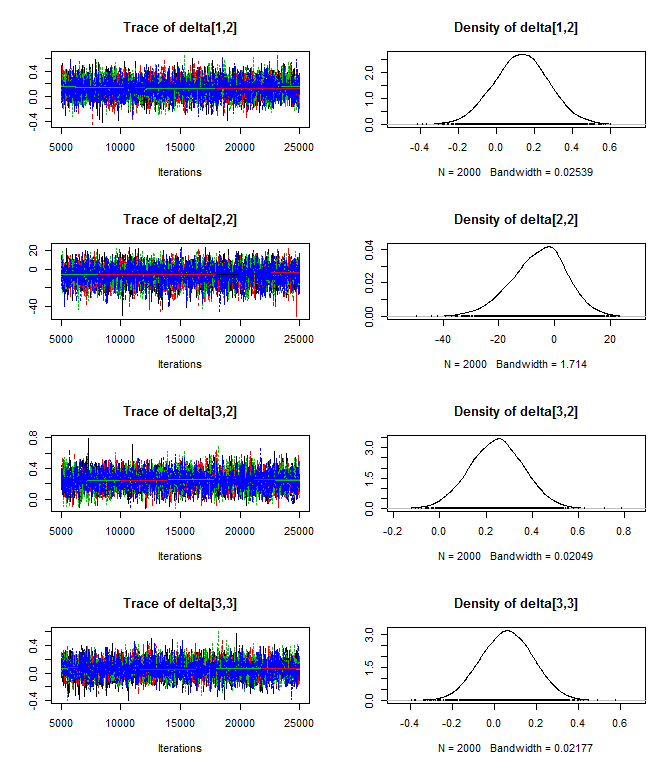 Trace of delta[1,2]
Density of delta[1,2]
-0.4 0.0 0.4
5000 10000 15000 20000 25000
Iterations
0.0 1.0 2.0
-0.4 -0.2 0.0 0.2 0.4 0.6
N = 2000 Bandwidth = 0.02539
Trace of delta[2,2]
Density of delta[2,2]
-40 0 20
5000 10000 15000 20000 25000
Iterations
0.00 0.02 0.04
-40 -20 0 20
N = 2000 Bandwidth = 1.714
Trace of delta[3,2]
Density of delta[3,2]
0.0 0.4 0.8
5000 10000 15000 20000 25000
Iterations
0.0 1.5 3.0
-0.2 0.0 0.2 0.4 0.6 0.8
N = 2000 Bandwidth = 0.02049
Trace of delta[3,3]
Density of delta[3,3]
-0.4 0.0 0.4
5000 10000 15000 20000 25000
Iterations
0.0 1.5 3.0
-0.4 -0.2 0.0 0.2 0.4 0.6
N = 2000 Bandwidth = 0.02177